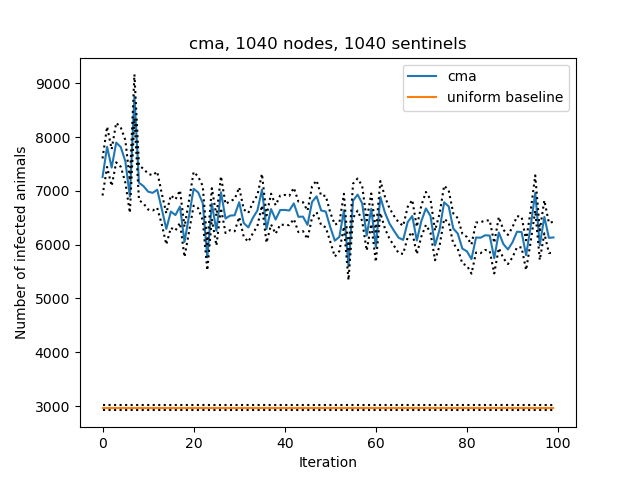 cma, 1040 nodes, 1040 sentinels
cma
uniform baseline
Number of infected animals
9000
8000
7000
6000
5000
4000
3000
0 20 40 60 80 100
Iteration